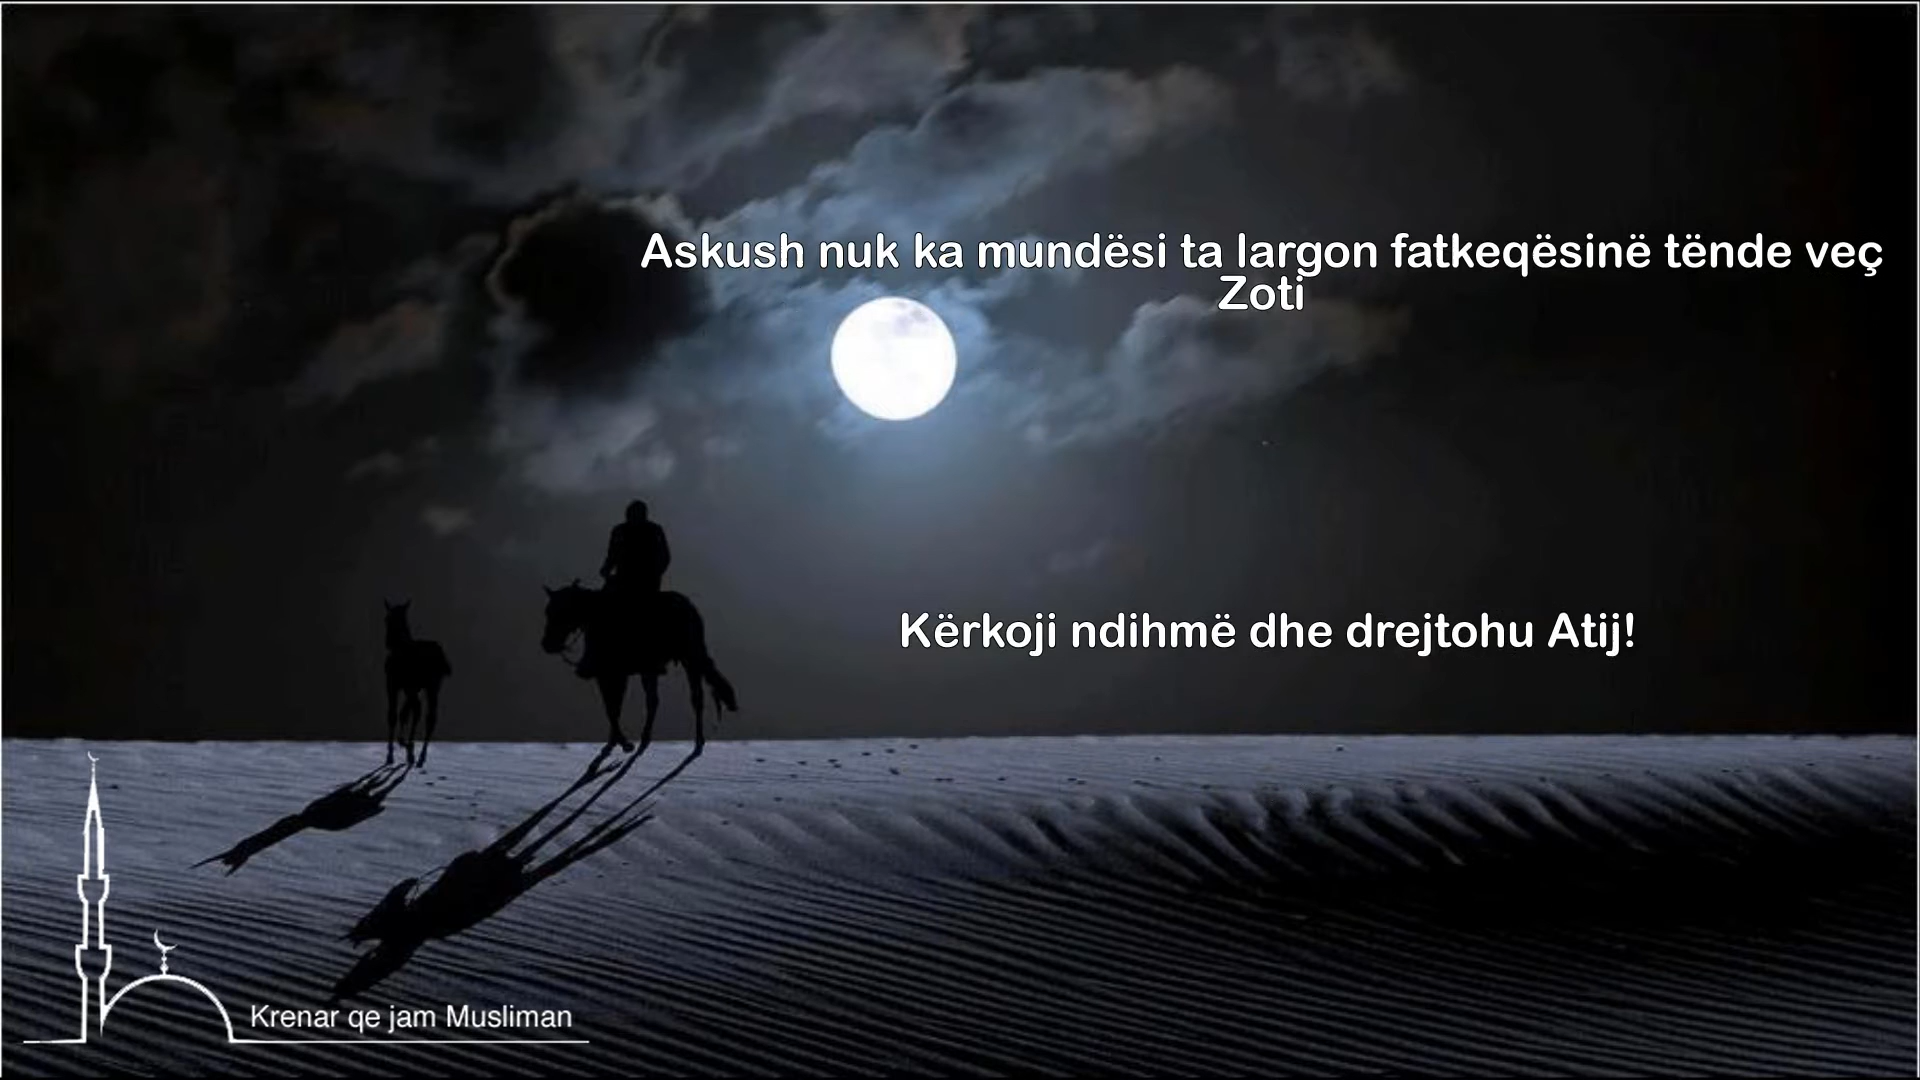 Askush nuk ka mundësi ta largon fatkeqësinë tënde veç
Zoti
Kërkoji ndihmë dhe drejtohu Atij!
Krenar qe jam Musliman